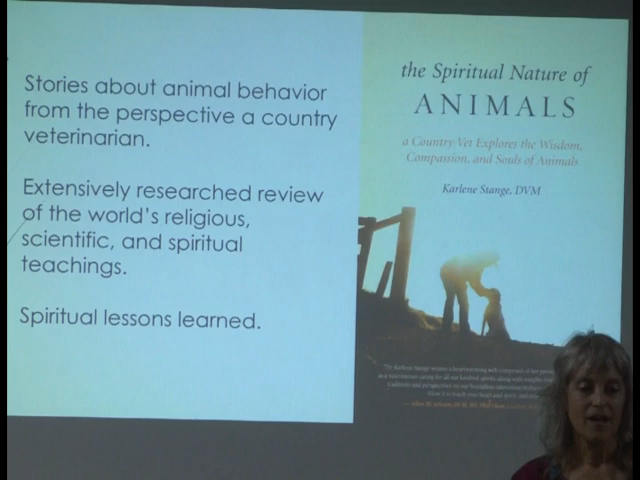 Stories about animal behavior
from the perspective a country
veterinarian.
Extensively researched review
of the world's religious,
scientific, and spiritual
teachings.
Spiritual lessons learned.
the Spiritual Nature of
ANIMALS
a Country Vet Explores the Wisdom,
Compassion, and Souls of Animals
Karlene Stange, DVM